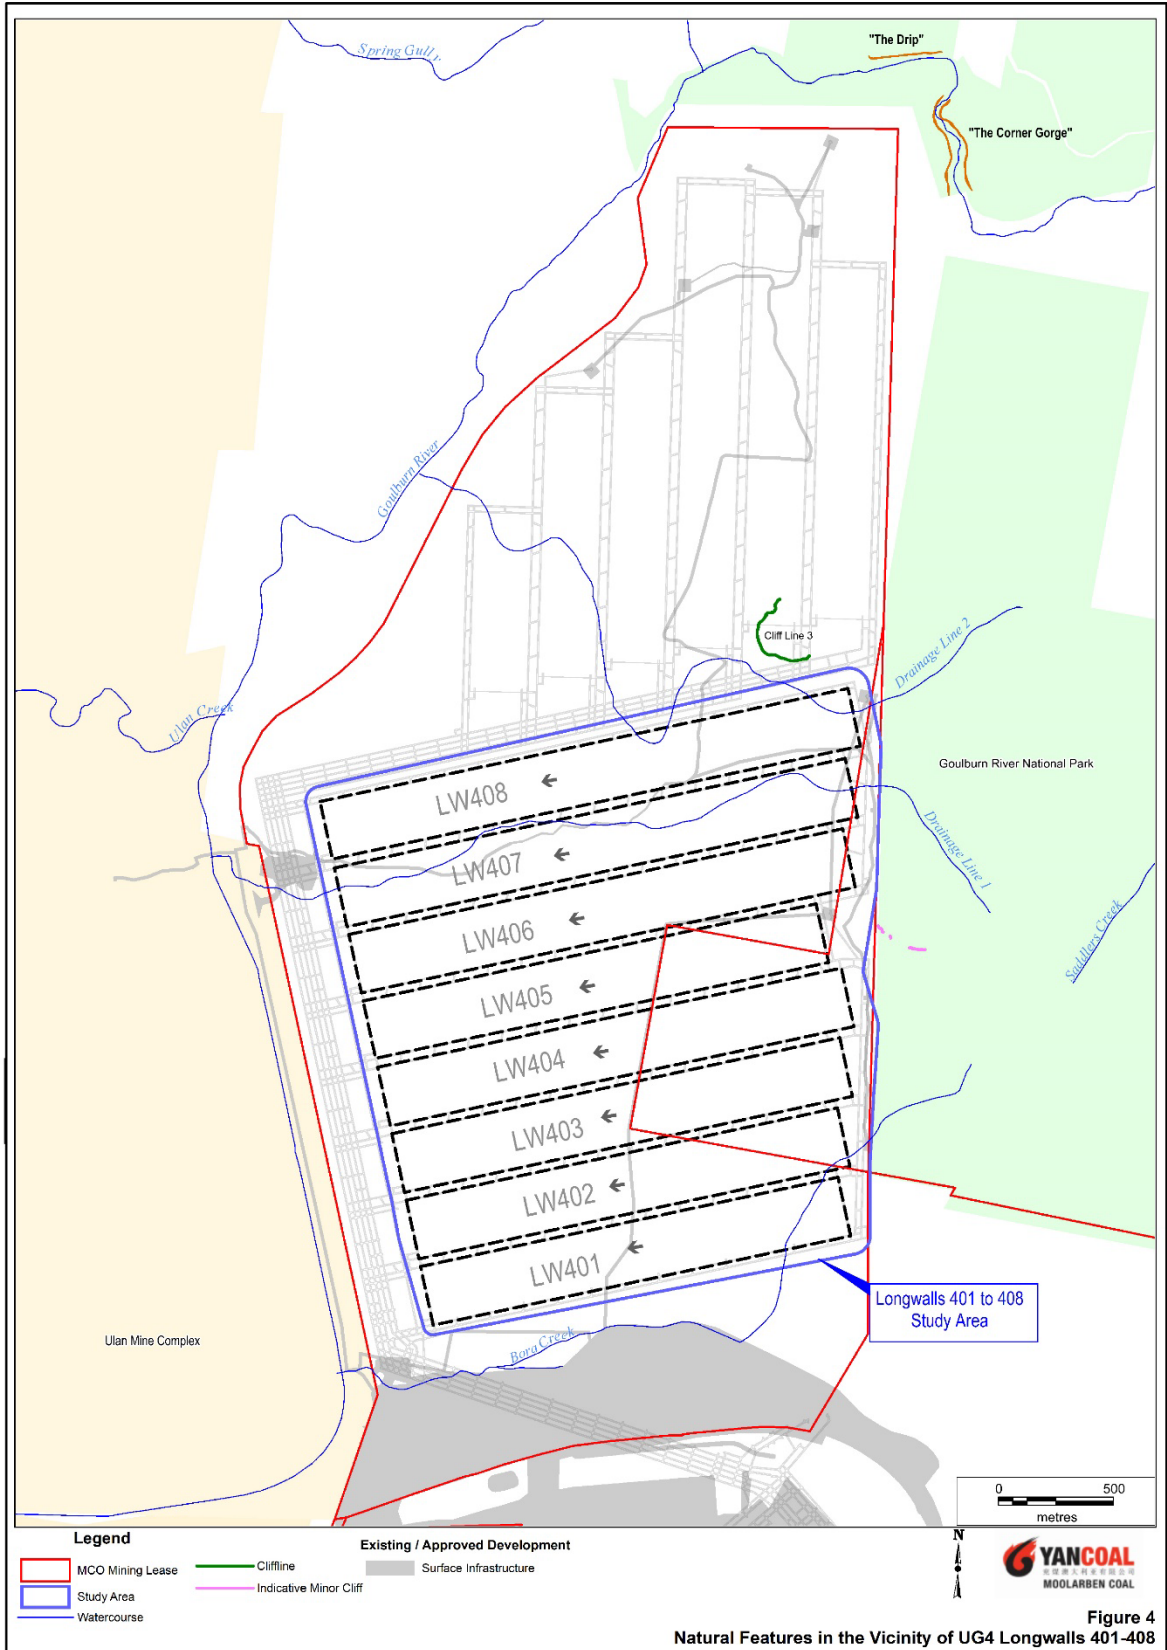 "The Drip"
"The Corner Gorge"
Goulburn River
Cliff Line 3
Drainage Line 2
Ulan Creek
Goulburn River National Park
LW408
Drainage Line 1
LW407
LW406
Saddlers Creek
LW405
LW404
LW403
LW402
LW401
Longwalls 401 to 408
Study Area
Ulan Mine Complex
Bora Creek
0 500
metres
Legend
MCO Mining Lease
Study Area
Watercourse
Cliffline
Indicative Minor Cliff
Existing / Approved Development
Surface Infrastructure
N
YANCOAL
MOOLARBEN COAL
Figure 4
Natural Features in the Vicinity of UG4 Longwalls 401-408